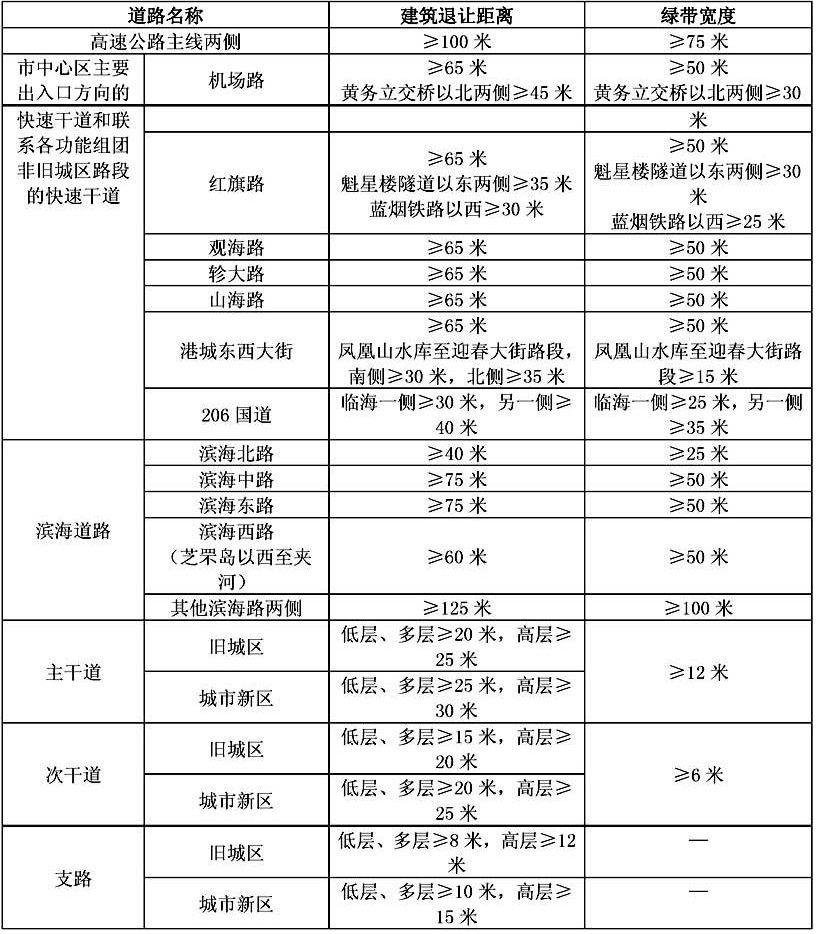 道路名称 建筑退让距离 绿带宽度
高速公路主线两侧 ≥100 米 ≥75 米
市中心区主要
出入口方向的
机场路
≥65 米
黄务立交桥以北两侧≥45 米
≥50 米
黄务立交桥以北两侧≥30
快速干道和联
系各功能组团
非旧城区路段
的快速干道
米
红旗路
≥65 米
魁星楼隧道以东两侧≥35 米
蓝烟铁路以西≥30 米
≥50 米
魁星楼隧道以东两侧≥30
米
蓝烟铁路以西≥25 米
观海路 ≥65 米 ≥50 米
轸大路 ≥65 米 ≥50 米
山海路 ≥65 米 ≥50 米
港城东西大街
≥65 米
凤凰山水库至迎春大街路段,
南侧≥30 米，北侧≥35 米
≥50 米
凤凰山水库至迎春大街路
段≥15 米
206 国道
临海一侧≥30 米，另一侧≥
40 米
临海一侧≥25 米，另一侧
≥35 米
滨海道路
滨海北路 ≥40 米 ≥25 米
滨海中路 ≥75 米 ≥50 米
滨海东路 ≥75 米 ≥50 米
滨海西路
（芝罘岛以西至夹
河）
≥60 米 ≥50 米
其他滨海路两侧 ≥125 米 ≥100 米
主干道
旧城区
低层、多层≥20 米，高层≥
25 米
≥12 米
城市新区
低层、多层≥25 米，高层≥
30 米
次干道
旧城区
低层、多层≥15 米，高层≥
20 米
≥6 米
城市新区
低层、多层≥20 米，高层≥
25 米
支路
旧城区
低层、多层≥8 米，高层≥12
米
—
城市新区
低层、多层≥10 米，高层≥
15 米
—